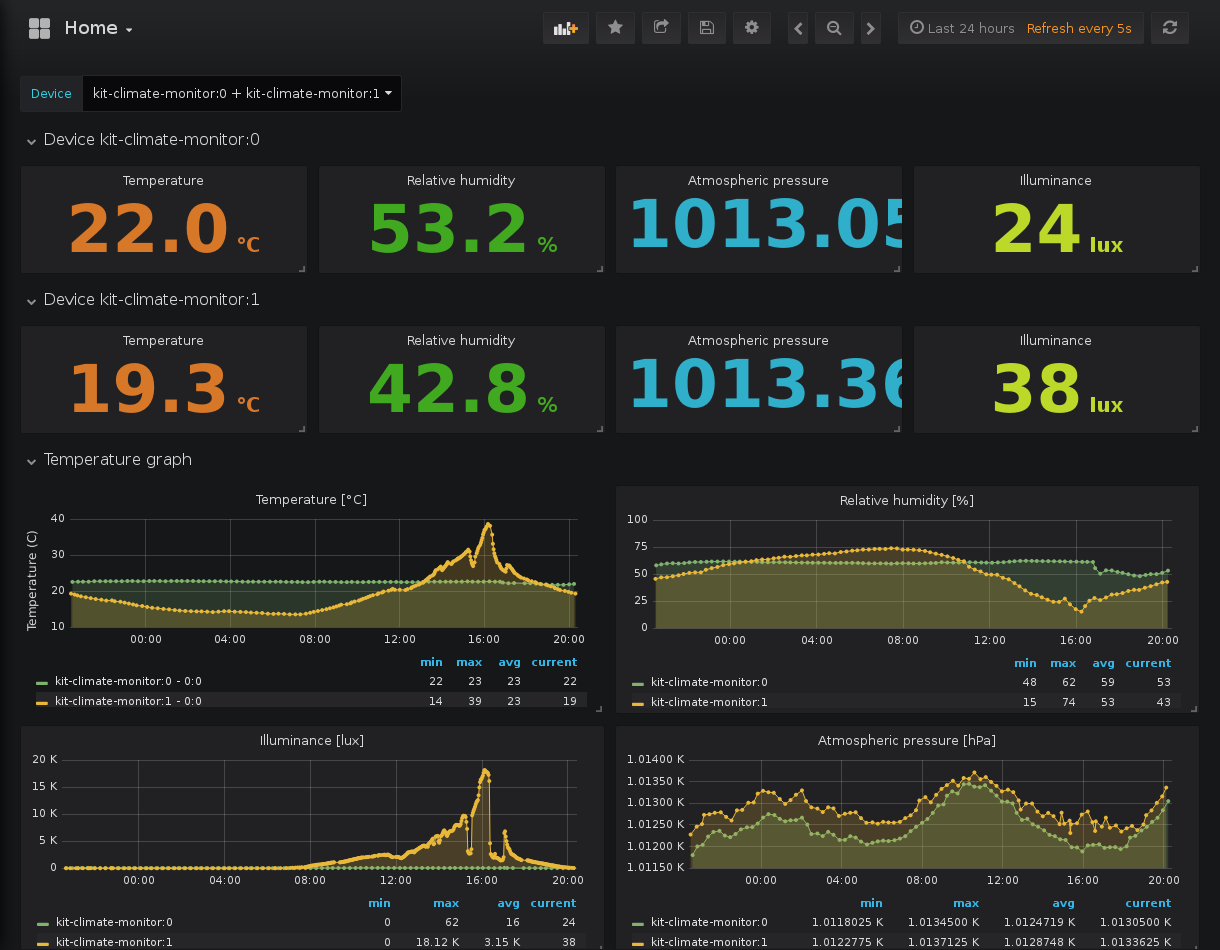 Home
Last 24 hours Refresh every 5s
Device kit-climate-monitor:0 + kit-climate-monitor:1
Device kit-climate-monitor:0
Temperature Relative humidity Atmospheric pressure Illuminance
22.0 °C 53.2 % 1013.05 24 lux
Device kit-climate-monitor:1
Temperature Relative humidity Atmospheric pressure Illuminance
19.3 °C 42.8 % 1013.36 38 lux
Temperature graph
Temperature [°C]
Temperature (C)
40
30
20
10
00:00 04:00 08:00 12:00 16:00 20:00
min max avg current
kit-climate-monitor:0 - 0:0 22 23 23 22
kit-climate-monitor:1 - 0:0 14 39 23 19
Relative humidity [%]
100
75
50
25
0
00:00 04:00 08:00 12:00 16:00 20:00
min max avg current
kit-climate-monitor:0 48 62 59 53
kit-climate-monitor:1 15 74 53 43
Illuminance [lux]
20 K
15 K
10 K
5 K
0
00:00 04:00 08:00 12:00 16:00 20:00
min max avg current
kit-climate-monitor:0 0 62 16 24
kit-climate-monitor:1 0 18.12 K 3.15 K 38
Atmospheric pressure [hPa]
1.01400 K
1.01350 K
1.01300 K
1.01250 K
1.01200 K
1.01150 K
00:00 04:00 08:00 12:00 16:00 20:00
min max avg current
kit-climate-monitor:0 1.0118025 K 1.0134500 K 1.0124719 K 1.0130500 K
kit-climate-monitor:1 1.0122775 K 1.0137125 K 1.0128748 K 1.0133625 K